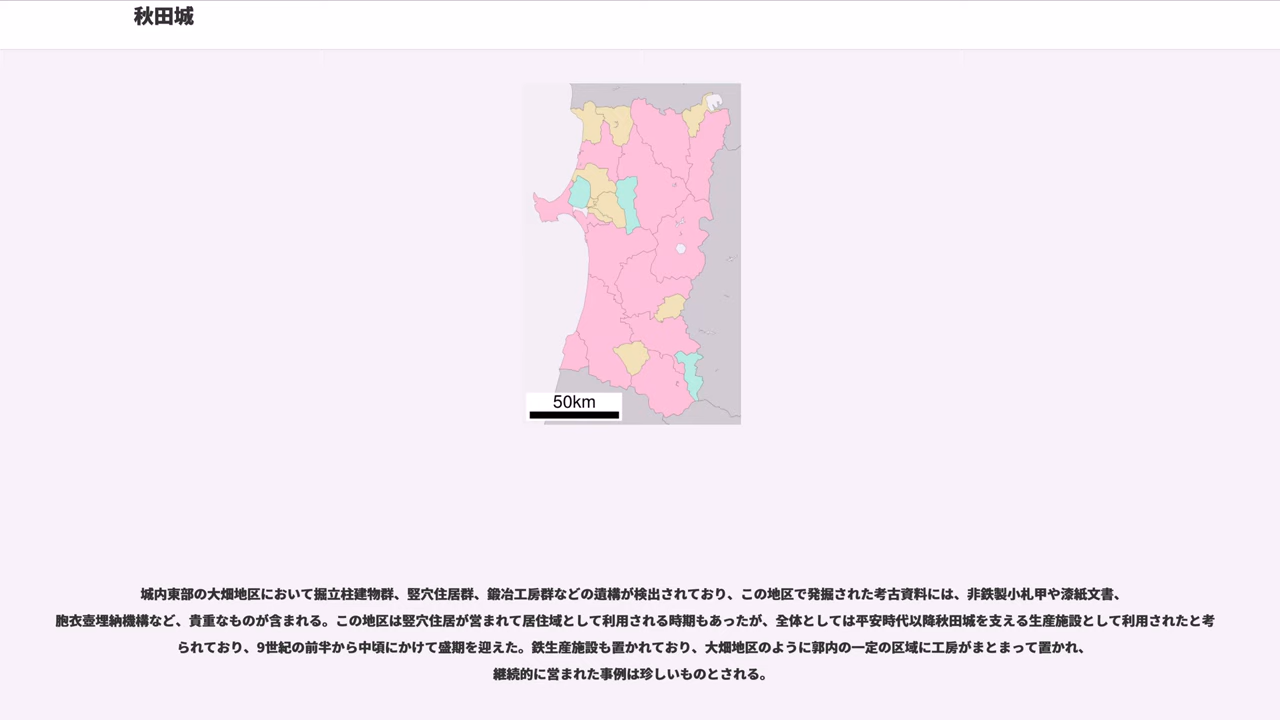 秋田城
50km
城内東部の大畑地区において掘立柱建物群、竪穴住居群、鍛冶工房群などの遺構が検出されており、この地区で発掘された考古資料には、非鉄製小札甲や漆紙文書、
胞衣壺埋納機構など、貴重なものが含まれる。この地区は竪穴住居が営まれて居住域として利用される時期もあったが、全体としては平安時代以降秋田城を支える生産施設として利用されたと考
られており、9世紀の前半から中頃にかけて盛期を迎えた。鉄生産施設も置かれており、大畑地区のように郭内の一定の区域に工房がまとまって置かれ、
継続的に営まれた事例は珍しいものとされる。